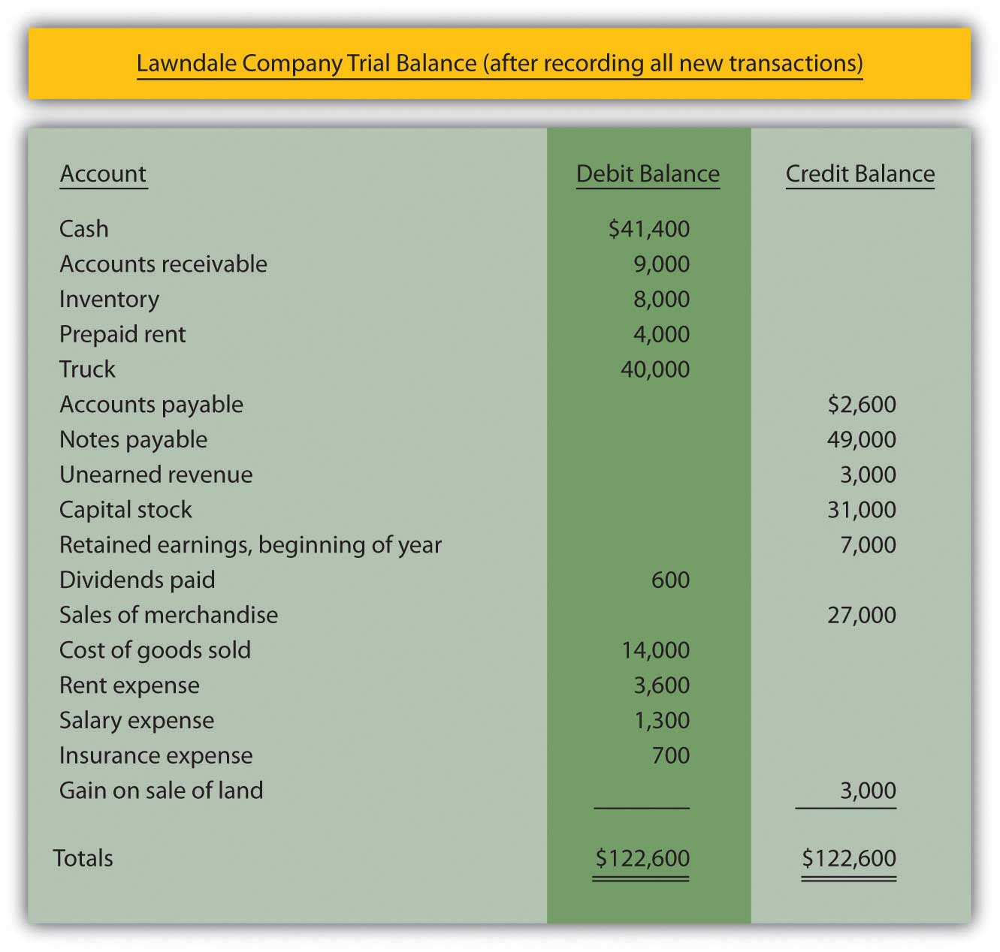 Lawndale Company Trial Balance (after recording all new transactions)
Account Debit Balance Credit Balance
Cash $41,400
Accounts receivable 9,000
Inventory 8,000
Prepaid rent 4,000
Truck 40,000
Accounts payable $2,600
Notes payable 49,000
Unearned revenue 3,000
Capital stock 31,000
Retained earnings, beginning of year 7,000
Dividends paid 600
Sales of merchandise 27,000
Cost of goods sold 14,000
Rent expense 3,600
Salary expense 1,300
Insurance expense 700
Gain on sale of land 3,000
Totals $122,600 $122,600